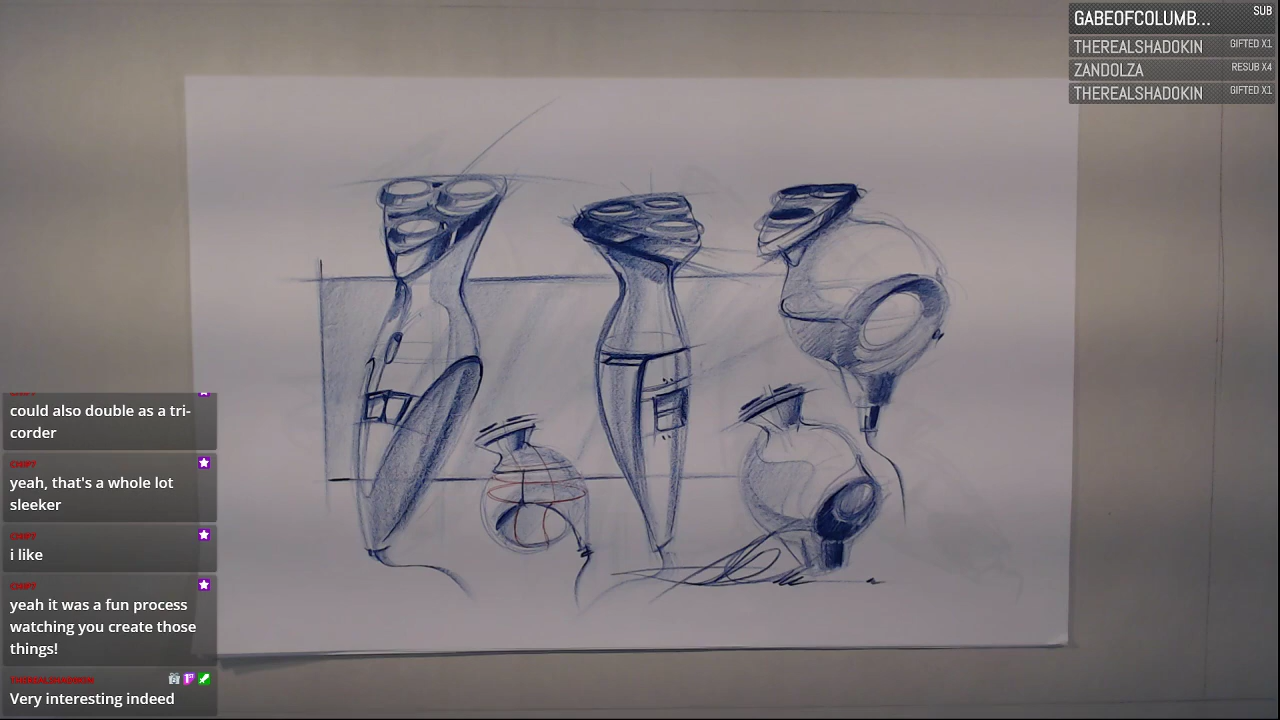 GABEOFCOLUMB... SUB
THEREALSHADOKIN GIFTED X1
ZANDOLZA RESUB X4
THEREALSHADOKIN GIFTED X1
could also double as a tri-
corder
yeah, that's a whole lot
sleeker
i like
yeah it was a fun process
watching you create those
things!
THEREALSHADOKIN
Very interesting indeed